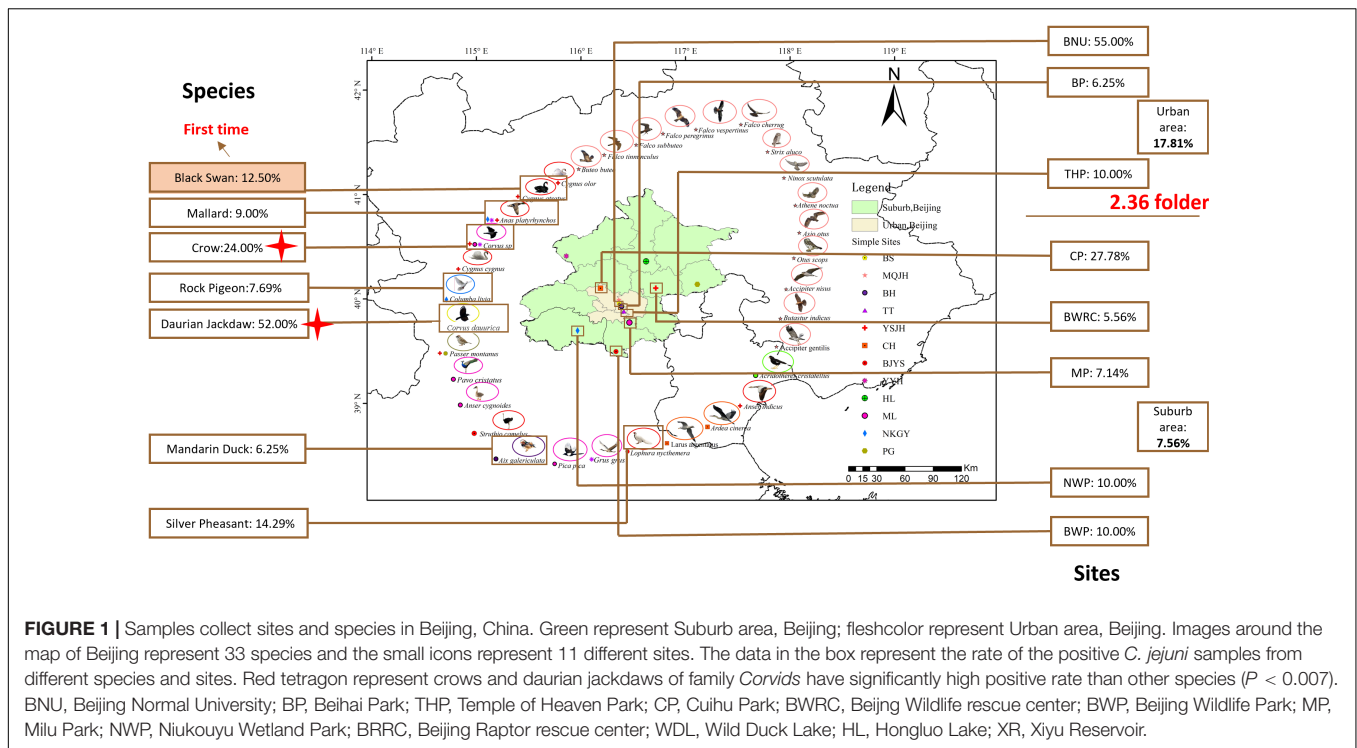 114° E
115° E
116° E
117° E
118° E
119° E
42° N
41° N
40° N
39° N
N
Species
First time
Black Swan: 12.50%
Mallard: 9.00%
Crow:24.00%
Rock Pigeon:7.69%
Daurian Jackdaw: 52.00%
Mandarin Duck: 6.25%
Silver Pheasant: 14.29%
Falco cherrug
Falco vespertinus
Falco peregrinus
Falco subbuteo
Falco tinnunculus
Buteo buteo
Cygnus olor
Cygnus atratus
Anas platyrhynchos
Corvus sp
Cygnus cygnus
Columba livia
Corvus dauurica
Passer montanus
Pavo cristatus
Anser cygnoides
Struthio camelus
Aix galericulata
Pica pica
Grus grus
Lophura nycthemera
Larus
Ardea cinerea
Anser indicus
Acridotheres cristatellus
Accipiter gentilis
Butastur indicus
Accipiter nisus
Otus scops
Asio otus
Athene noctua
Ninox scutulata
Strix aluco
Legend
Suburb,Beijing
Urban,Beijing
Simple Sites
BS
MQJH
BH
TT
YSJH
CH
BJYS
YYH
HL
ML
NKGY
PG
Km
0 15 30 60 90 120
BNU: 55.00%
BP: 6.25%
Urban
area:
17.81%
THP: 10.00%
2.36 folder
CP: 27.78%
BWRC: 5.56%
MP: 7.14%
Suburb
area:
7.56%
NWP: 10.00%
BWP: 10.00%
Sites
FIGURE 1 | Samples collect sites and species in Beijing, China. Green represent Suburb area, Beijing; fleshcolor represent Urban area, Beijing. Images around the
map of Beijing represent 33 species and the small icons represent 11 different sites. The data in the box represent the rate of the positive C. jejuni samples from
different species and sites. Red tetragon represent crows and daurian jackdaws of family Corvids have significantly high positive rate than other species (P < 0.007).
BNU, Beijing Normal University; BP, Beihai Park; THP, Temple of Heaven Park; CP, Cuihu Park; BWRC, Beijng Wildlife rescue center; BWP, Beijing Wildlife Park; MP,
Milu Park; NWP, Niukouyu Wetland Park; BRRC, Beijing Raptor rescue center; WDL, Wild Duck Lake; HL, Hongluo Lake; XR, Xiyu Reservoir.